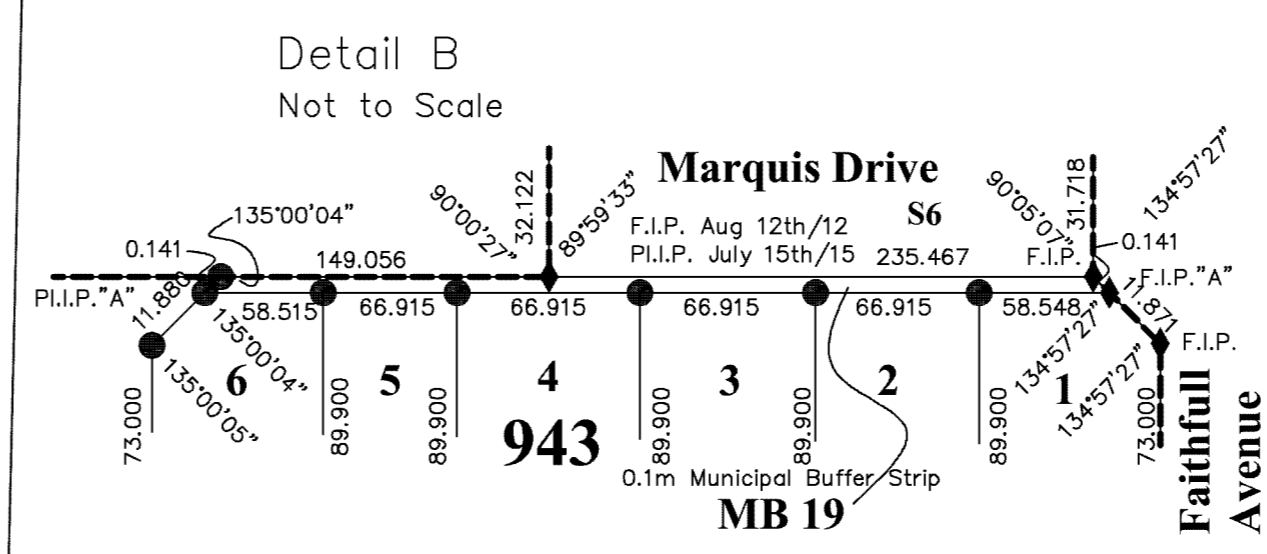 Detail B
Not to Scale
Marquis Drive
S6
F.I.P. Aug 12th/12
Pl.I.P. July 15th/15
32.122
90°00'27"
89°59'33"
31.718
90°05'07"
134°57'27"
0.141
135°00'04"
0.141
149.056
235.467
F.I.P.
F.I.P."A"
Pl.I.P."A"
11.880
58.515
66.915
66.915
66.915
66.915
58.548
11.871
F.I.P.
135°00'04"
135°00'05"
134°57'27"
134°57'27"
6
5
4
3
2
1
73.000
89.900
89.900
89.900
89.900
89.900
73.000
943
0.1m Municipal Buffer Strip
MB 19
Faithfull
Avenue